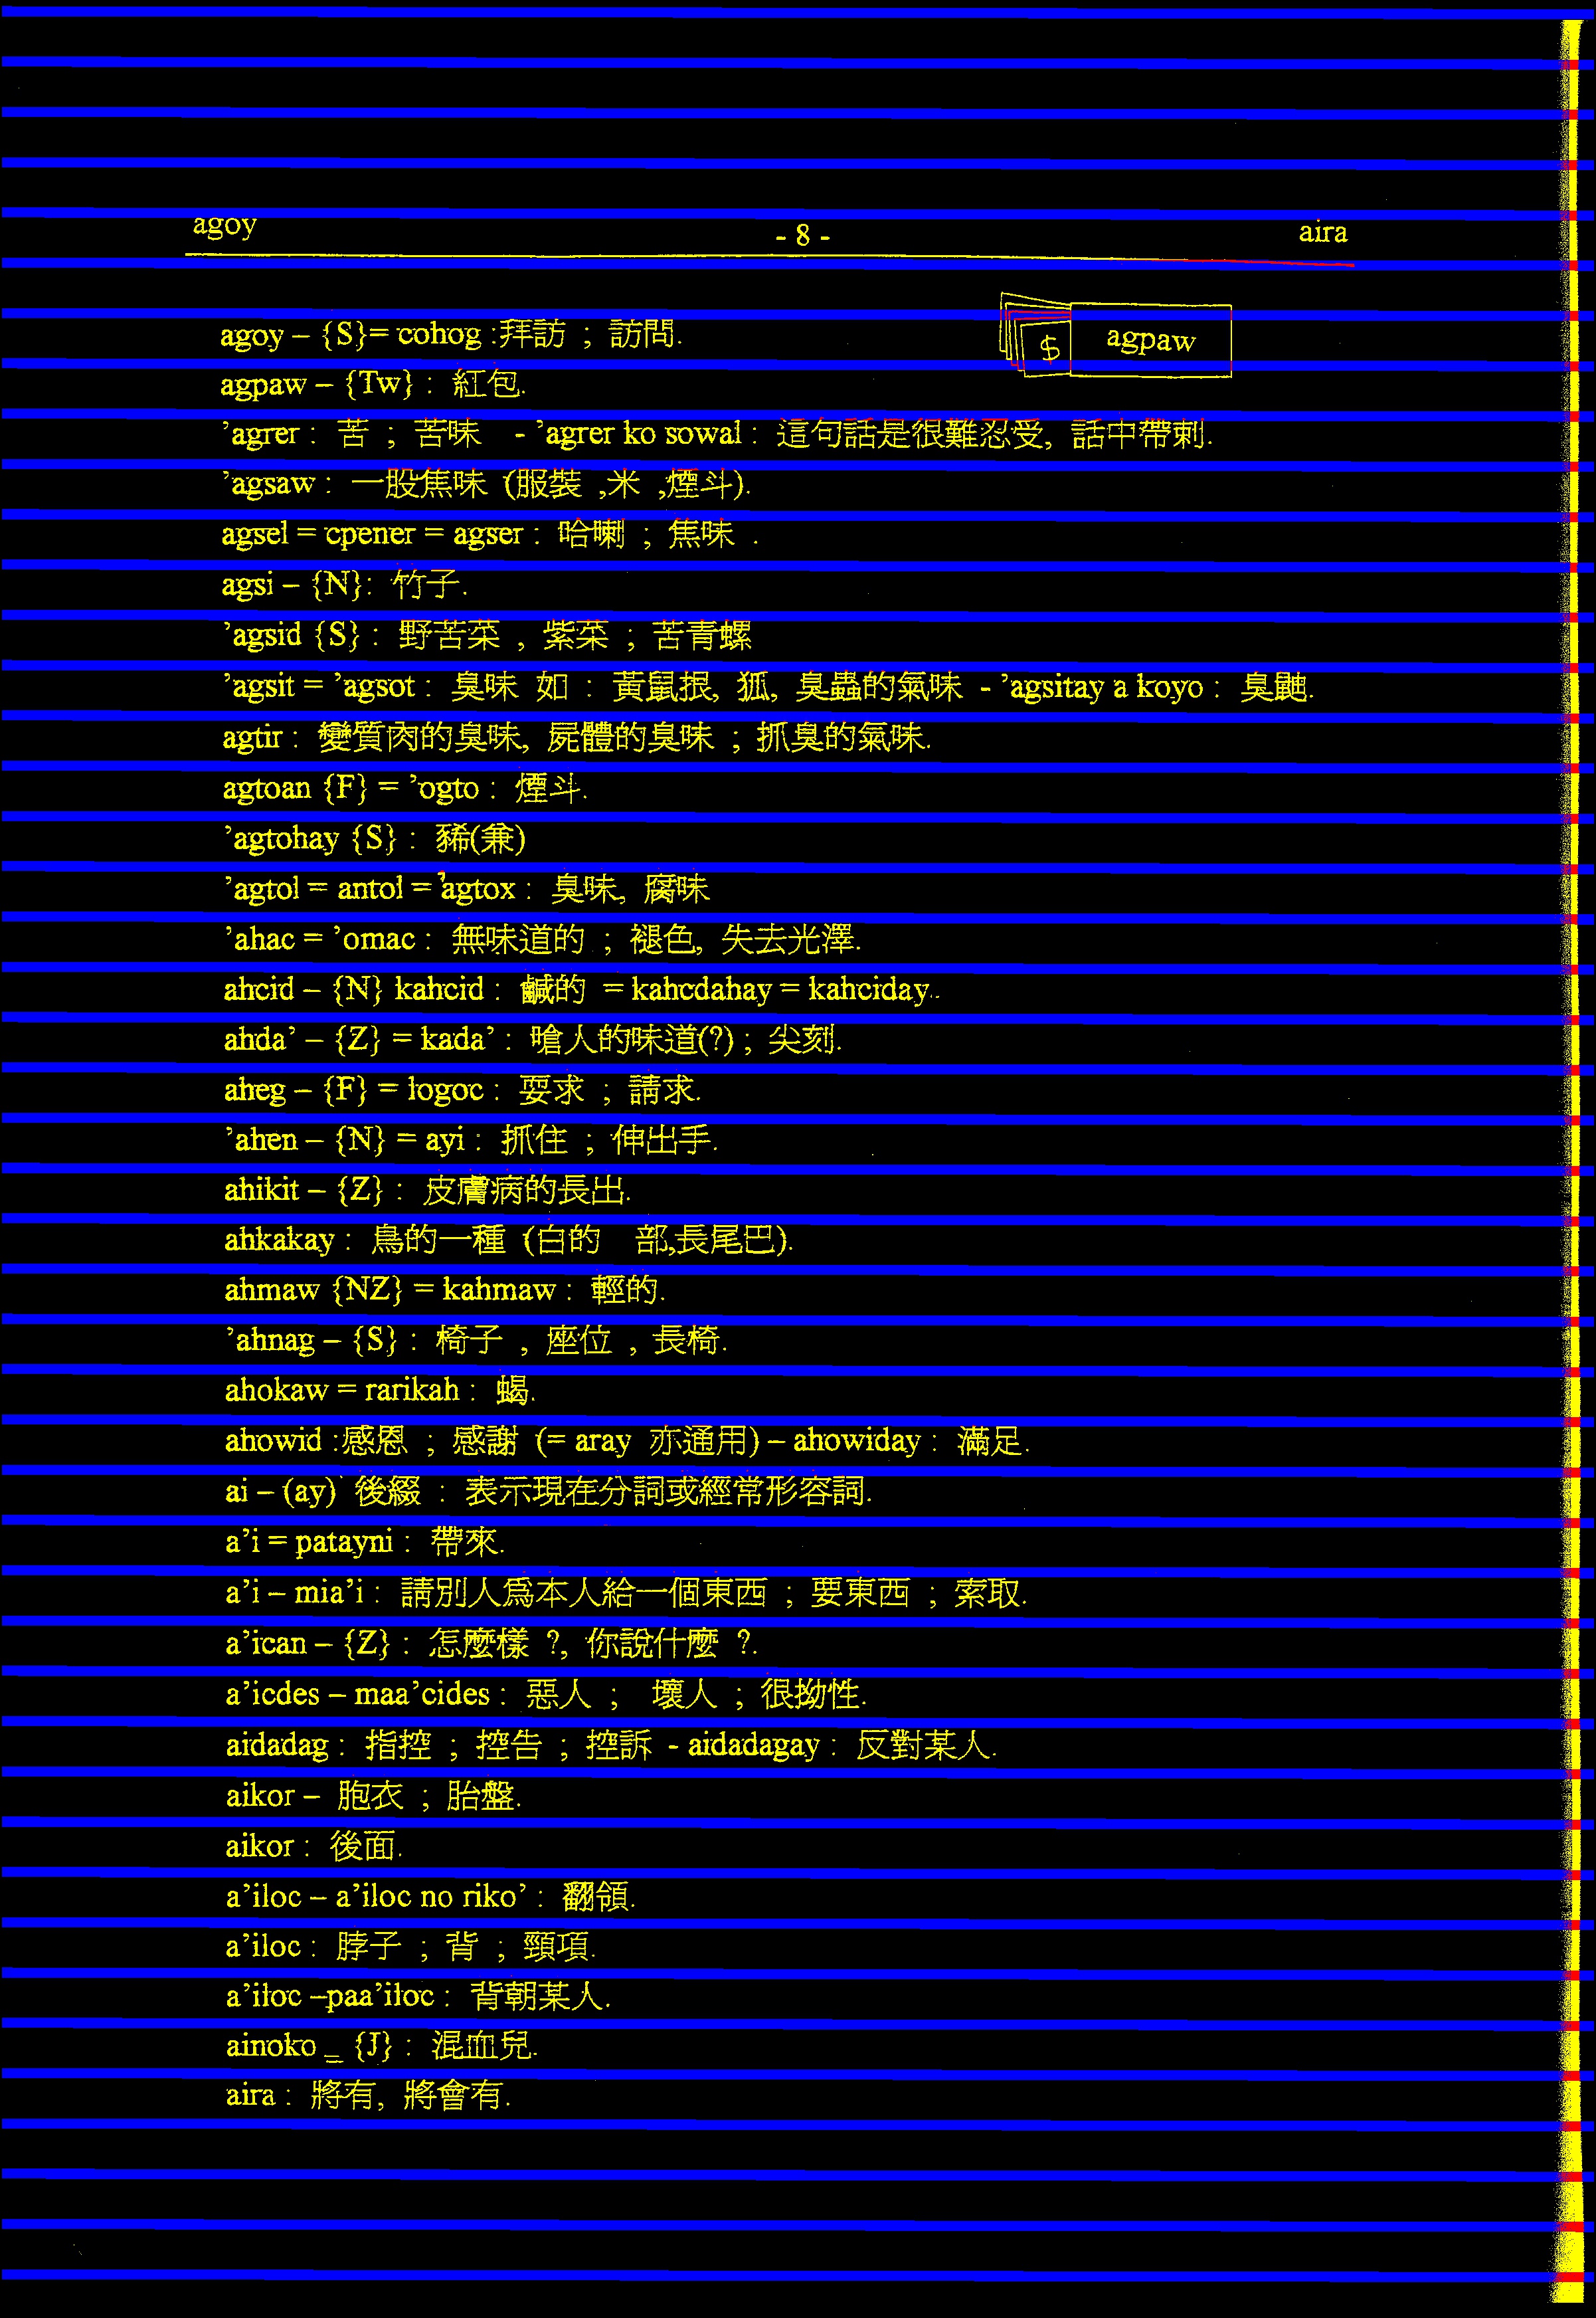 agoy - 8 - aira
agoy – {S}= cohog :拜訪 ; 訪問.
$ agpaw
agpaw – {Tw} : 紅包.
’agrer : 苦 ; 苦味 - ’agrer ko sowal : 這句話是很難忍受, 話中帶刺.
’agsaw : 一股焦味 (服裝 ,米 ,煙斗).
agsel = cpener = agser : 哈喇 ; 焦味 .
agsi – {N}: 竹子.
’agsid {S} : 野苦菜 , 紫菜 ; 苦青螺
’agsit = ’agsot : 臭味 如 : 黃鼠, 狐, 臭蟲的氣味 - ’agsitay a koyo : 臭鼬.
agtir : 變質肉的臭味, 屍體的臭味 ; 抓臭的氣味.
agtoan {F} = ’ogto : 煙斗.
’agtohay {S} : 豨(兼)
’agtol = antol = ’agtox : 臭味, 腐味
’ahac = ’omac : 無味道的 ; 褪色, 失去光澤.
ahcid – {N} kahcid : 鹹的 = kahcdahay = kahciday..
ahda’ – {Z} = kada’ : 嗆人的味道(?) ; 尖刻.
aheg – {F} = logoc : 要求 ; 請求.
’ahen – {N} = ayi : 抓住 ; 伸出手.
ahikit – {Z} : 皮膚病的長出.
ahkakay : 鳥的一種 (白的 部,長尾巴).
ahmaw {NZ} = kahmaw : 輕的.
’ahnag – {S} : 椅子 , 座位 , 長椅.
ahokaw = rarikah : 蝎.
ahowid :感恩 ; 感謝 (= aray 亦通用) – ahowiday : 滿足.
ai – (ay) 後綴 : 表示現在分詞或經常形容詞.
a’i = patayni : 帶來.
a’i – mia’i : 請別人為本人給一個東西 ; 要東西 ; 索取.
a’ican – {Z} : 怎麼樣 ?, 你說什麼 ?.
a’icdes – maa’cides : 惡人 ; 壞人 ; 很拗性.
aidadag : 指控 ; 控告 ; 控訴 - aidadagay : 反對某人.
aikor – 胞衣 ; 胎盤.
aikor : 後面.
a’iloc – a’iloc no riko’ : 翻領.
a’iloc : 脖子 ; 背 ; 頸項.
a’iloc –paa’iloc : 背朝某人.
ainoko _ {J} : 混血兒.
aira : 將有, 將會有.